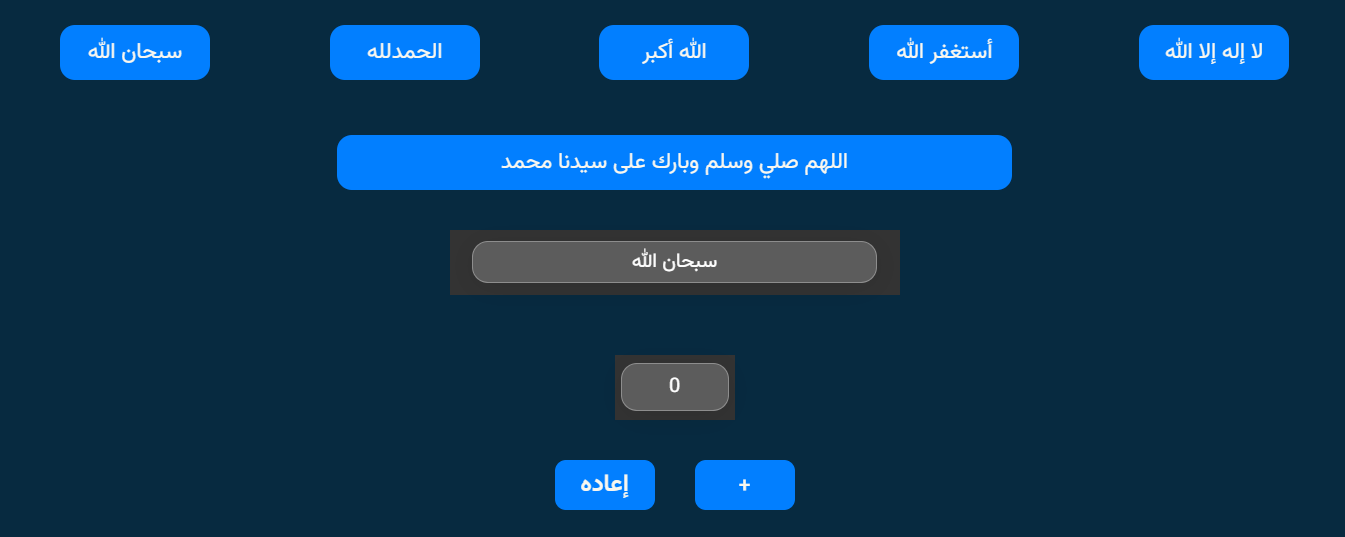 لا إله إلا الله
أستغفر الله
الله أكبر
الحمدلله
سبحان الله
اللهم صلي وسلم وبارك على سيدنا محمد
سبحان الله
0
+
إعاده